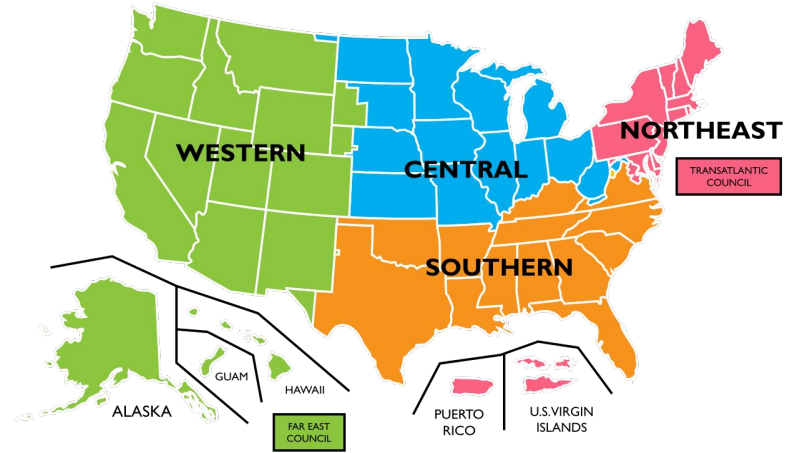 NORTHEAST
WESTERN
CENTRAL
TRANSATLANTIC
COUNCIL
SOUTHERN
GUAM
HAWAII
ALASKA
FAR EAST
COUNCIL
PUERTO
RICO
U.S.VIRGIN
ISLANDS